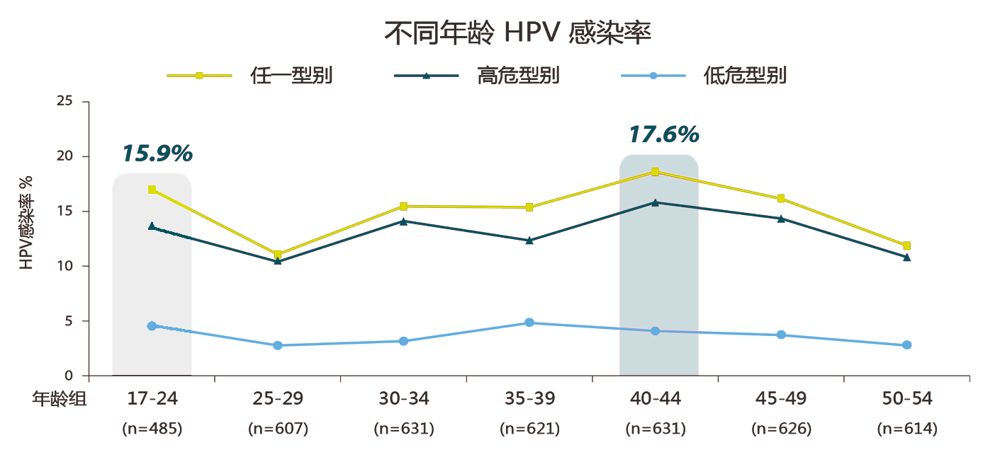 不同年龄 HPV 感染率
任一型别 高危型别 低危型别
HPV感染率 %
25
20
15
10
5
0
15.9%
17.6%
年龄组 17-24 25-29 30-34 35-39 40-44 45-49 50-54
(n=485) (n=607) (n=631) (n=621) (n=631) (n=626) (n=614)